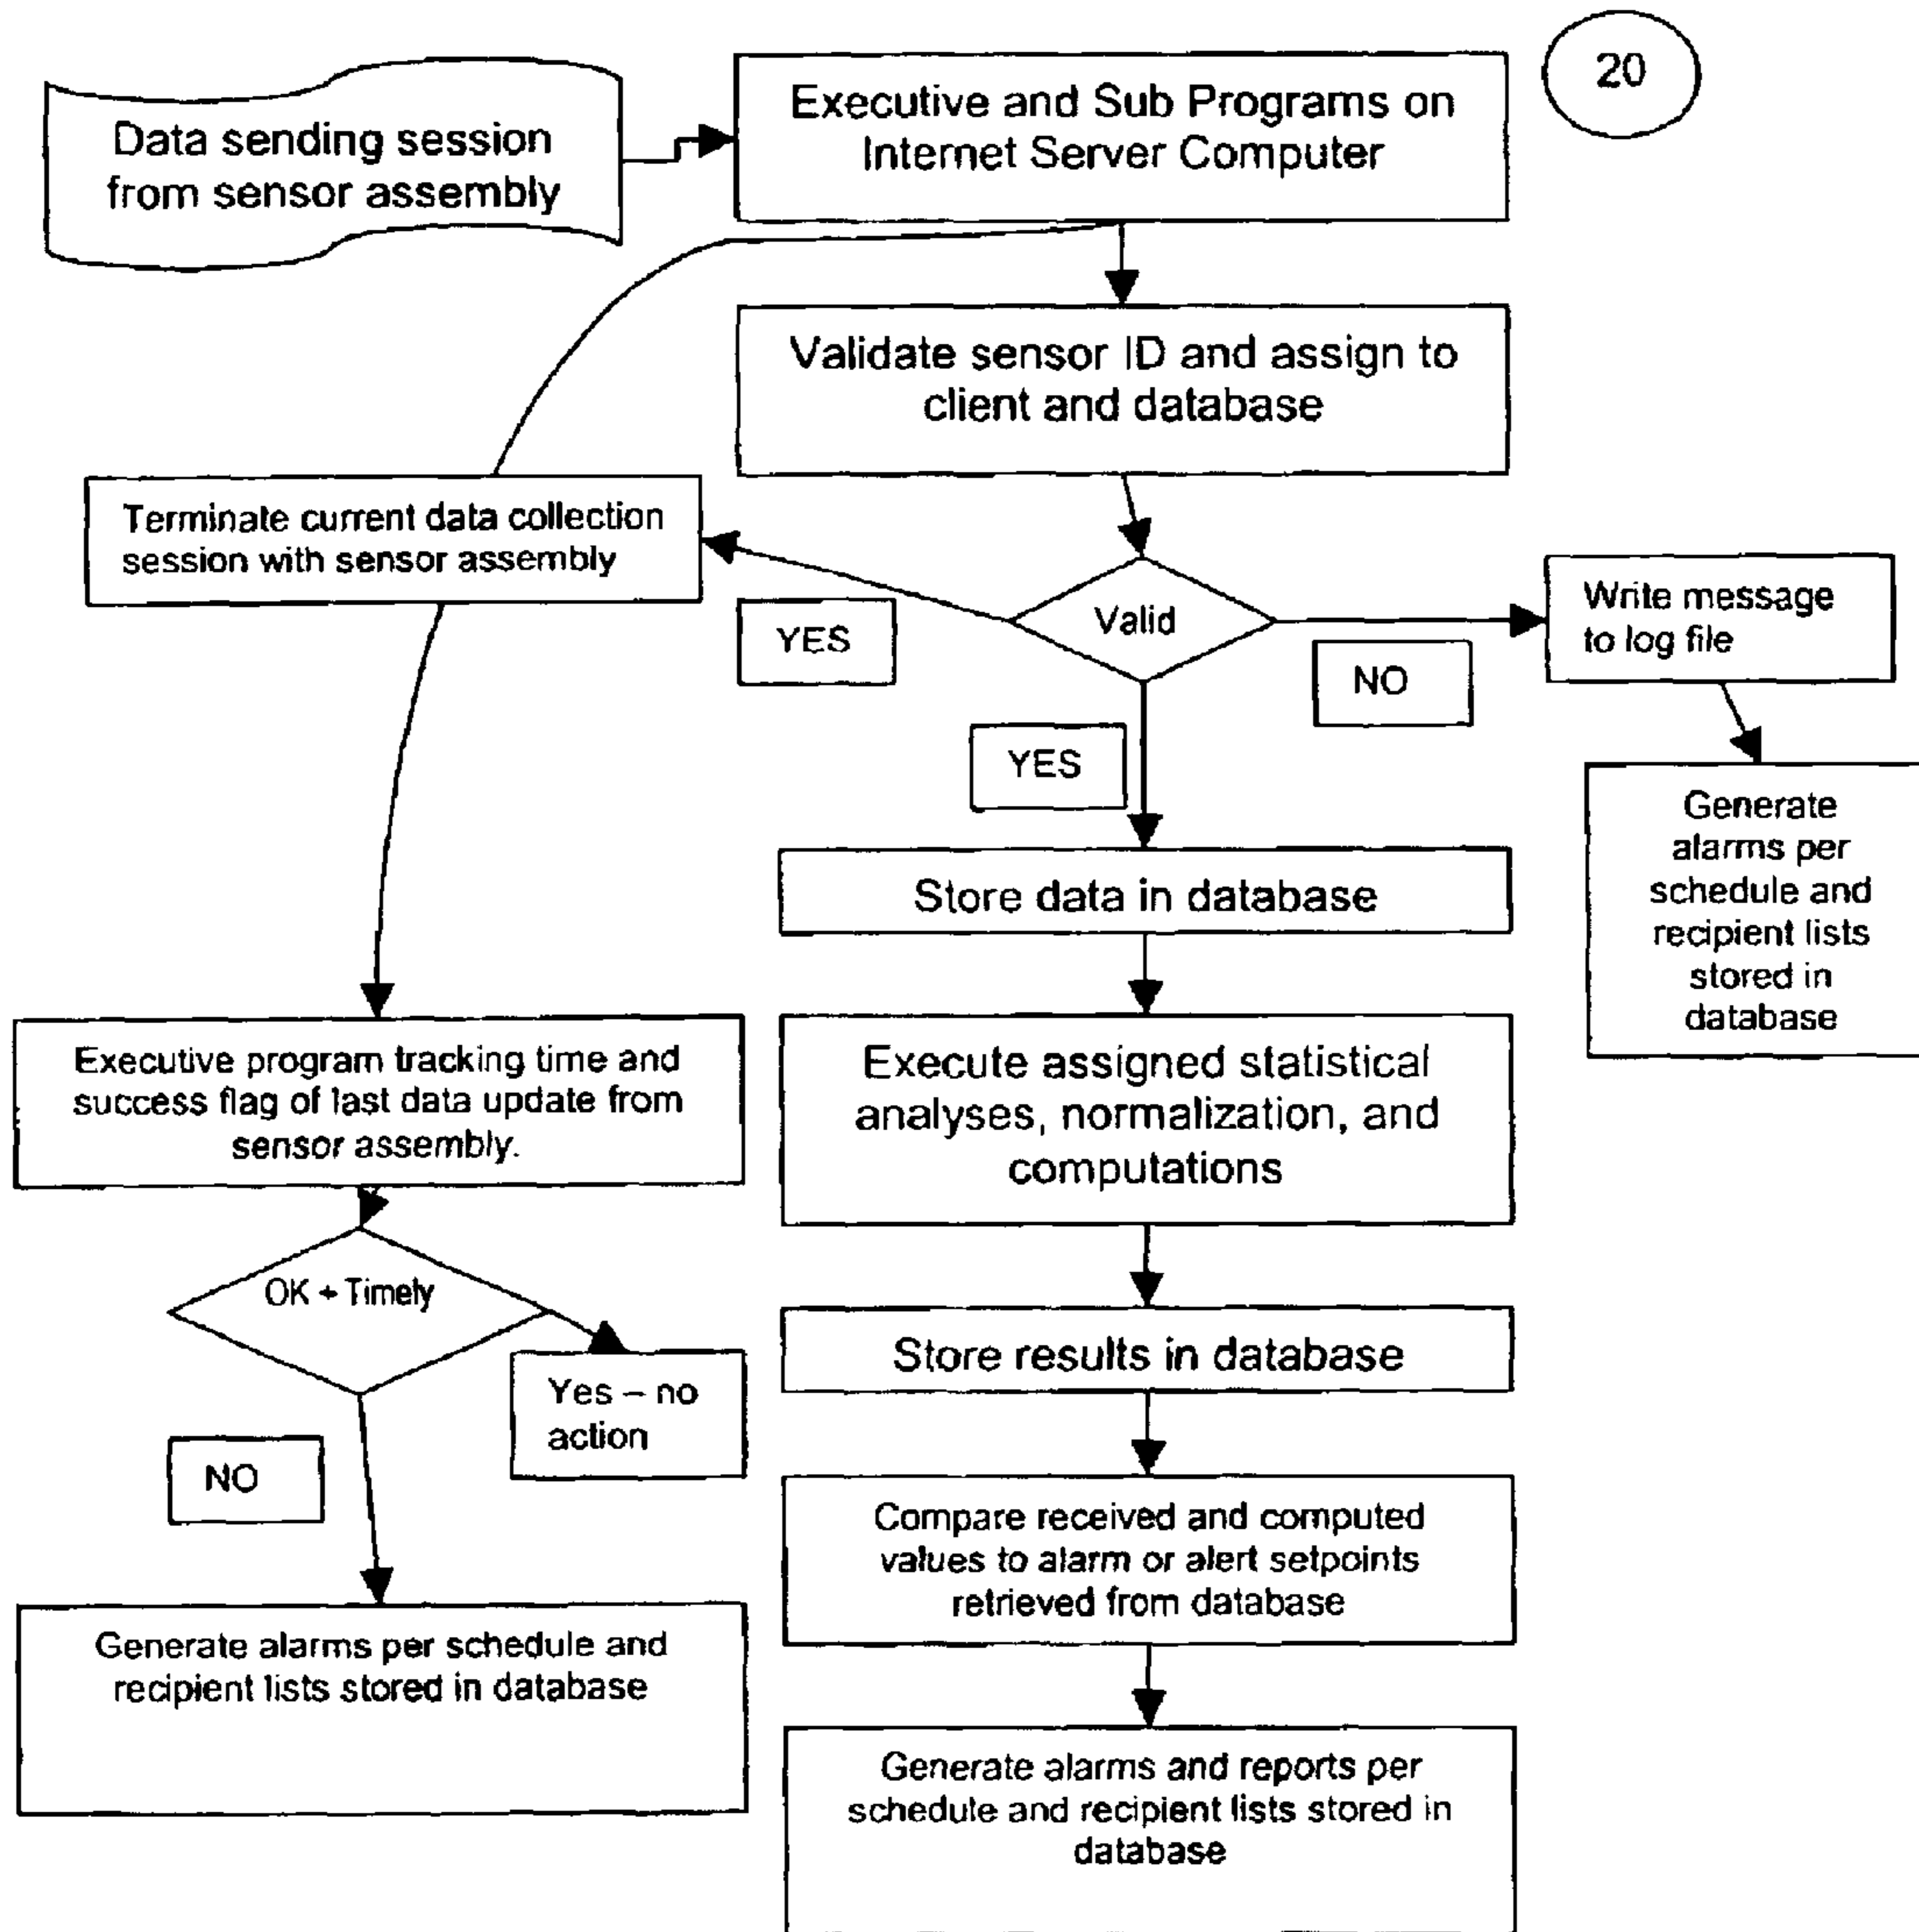 20
Data sending session
from sensor assembly
Executive and Sub Programs on
Internet Server Computer
Validate sensor ID and assign to
client and database
Terminate current data collection
session with sensor assembly
Valid
YES
NO
Write message
to log file
YES
Generate
alarms per
schedule and
recipient lists
stored in
database
Store data in database
Executive program tracking time and
success flag of last data update from
sensor assembly.
Execute assigned statistical
analyses, normalization, and
computations
OK + Timely
Yes – no
action
NO
Store results in database
Compare received and computed
values to alarm or alert setpoints
retrieved from database
Generate alarms per schedule and
recipient lists stored in database
Generate alarms and reports per
schedule and recipient lists stored in
database